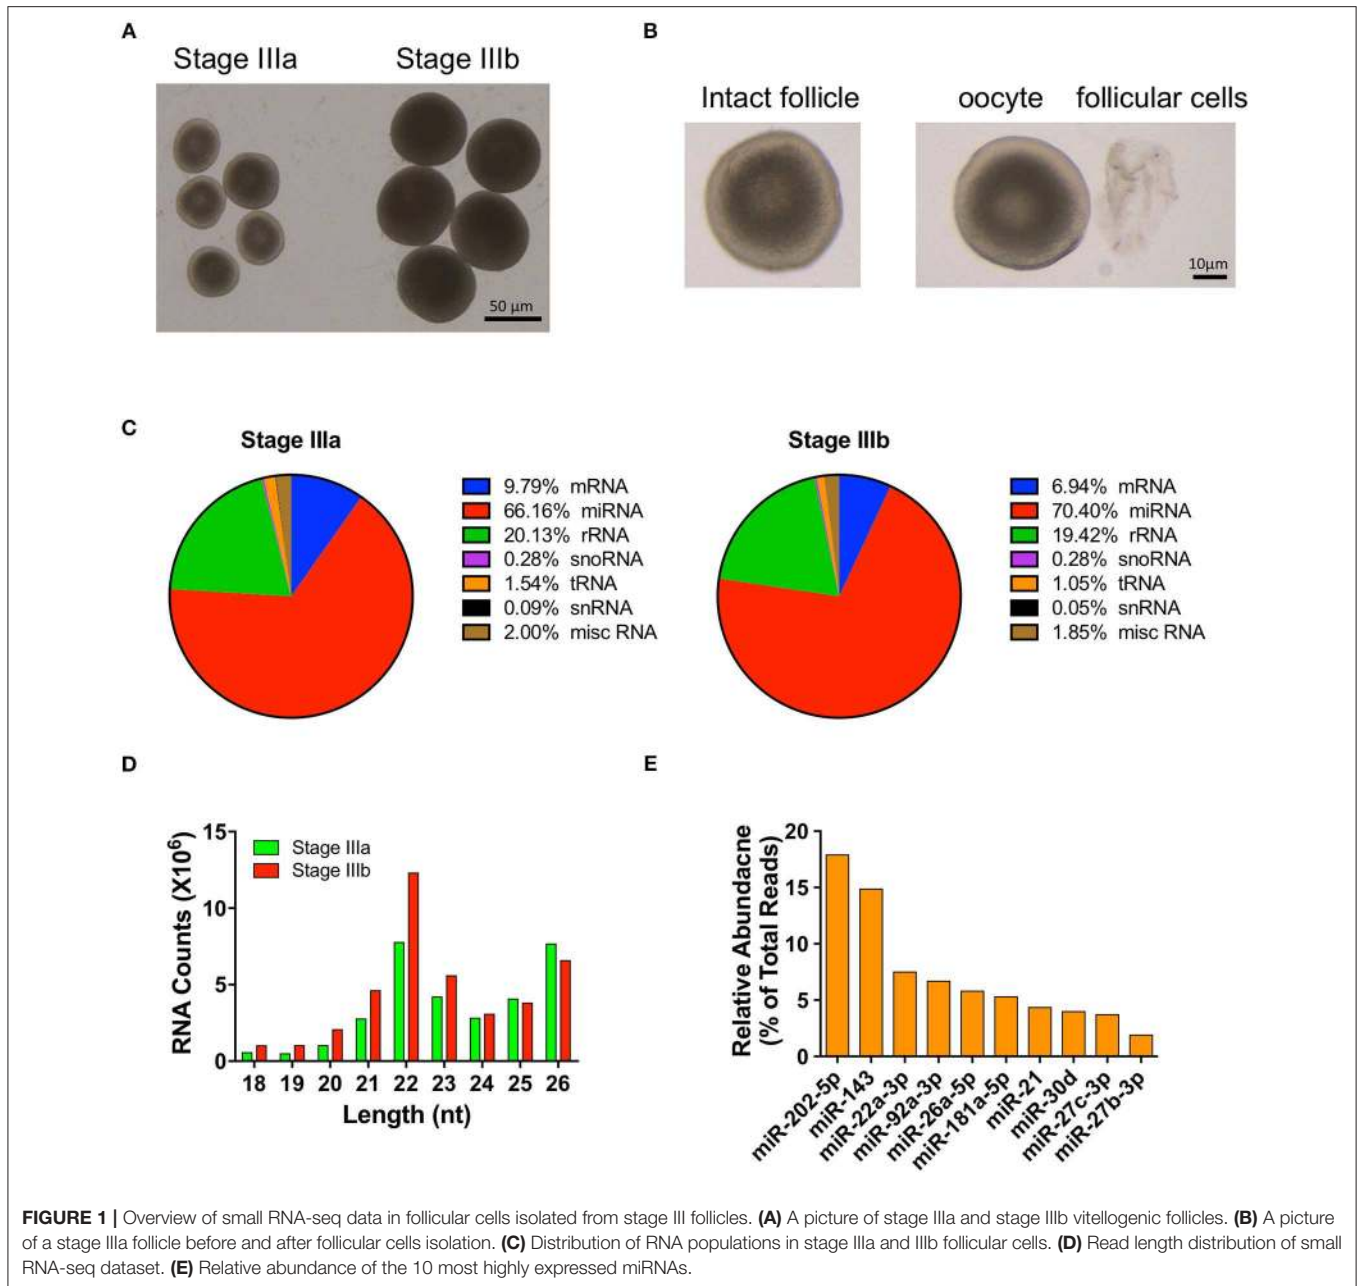 A
Stage IIIa
Stage IIIb
50 µm
B
Intact follicle
oocyte
follicular cells
10µm
C
Stage IIIa
9.79% mRNA
66.16% miRNA
20.13% rRNA
0.28% snoRNA
1.54% tRNA
0.09% snRNA
2.00% misc RNA
Stage IIIb
6.94% mRNA
70.40% miRNA
19.42% rRNA
0.28% snoRNA
1.05% tRNA
0.05% snRNA
1.85% misc RNA
D
RNA Counts (X10⁶)
15
10
5
0
Stage IIIa
Stage IIIb
18 19 20 21 22 23 24 25 26
Length (nt)
E
Relative Abundacne
(% of Total Reads)
20
15
10
5
0
miR-202-5p
miR-143
miR-22a-3p
miR-92a-3p
miR-26a-5p
miR-181a-5p
miR-21
miR-30d
miR-27c-3p
miR-27b-3p
FIGURE 1 | Overview of small RNA-seq data in follicular cells isolated from stage III follicles. (A) A picture of stage IIIa and stage IIIb vitellogenic follicles. (B) A picture
of a stage IIIa follicle before and after follicular cells isolation. (C) Distribution of RNA populations in stage IIIa and IIIb follicular cells. (D) Read length distribution of small
RNA-seq dataset. (E) Relative abundance of the 10 most highly expressed miRNAs.